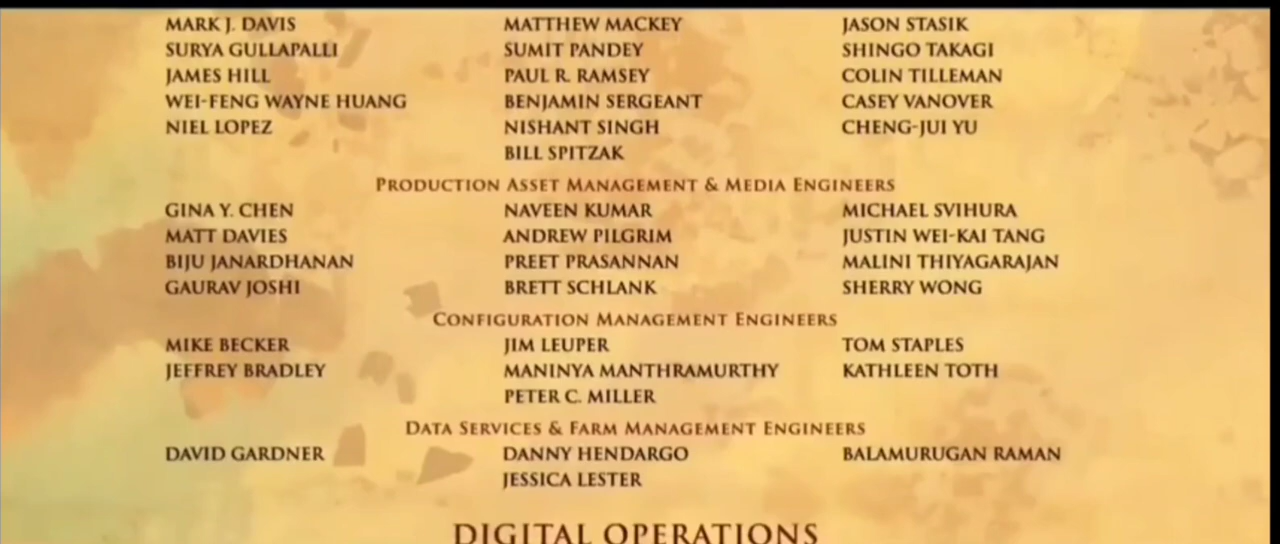 MARK J. DAVIS MATTHEW MACKEY JASON STASIK
SURYA GULLAPALLI SUMIT PANDEY SHINGO TAKAGI
JAMES HILL PAUL R. RAMSEY COLIN TILLEMAN
WEI-FENG WAYNE HUANG BENJAMIN SERGEANT CASEY VANOVER
NIEL LOPEZ NISHANT SINGH CHENG-JUI YU
BILL SPITZAK
PRODUCTION ASSET MANAGEMENT & MEDIA ENGINEERS
GINA Y. CHEN NAVEEN KUMAR MICHAEL SVIHURA
MATT DAVIES ANDREW PILGRIM JUSTIN WEI-KAI TANG
BIJU JANARDHANAN PREET PRASANNAN MALINI THIYAGARAJAN
GAURAV JOSHI BRETT SCHLANK SHERRY WONG
CONFIGURATION MANAGEMENT ENGINEERS
MIKE BECKER JIM LEUPER TOM STAPLES
JEFFREY BRADLEY MANINYA MANTHRAMURTHY KATHLEEN TOTH
PETER C. MILLER
DATA SERVICES & FARM MANAGEMENT ENGINEERS
DAVID GARDNER DANNY HENDARGO BALAMURUGAN RAMAN
JESSICA LESTER
DIGITAL OPERATIONS